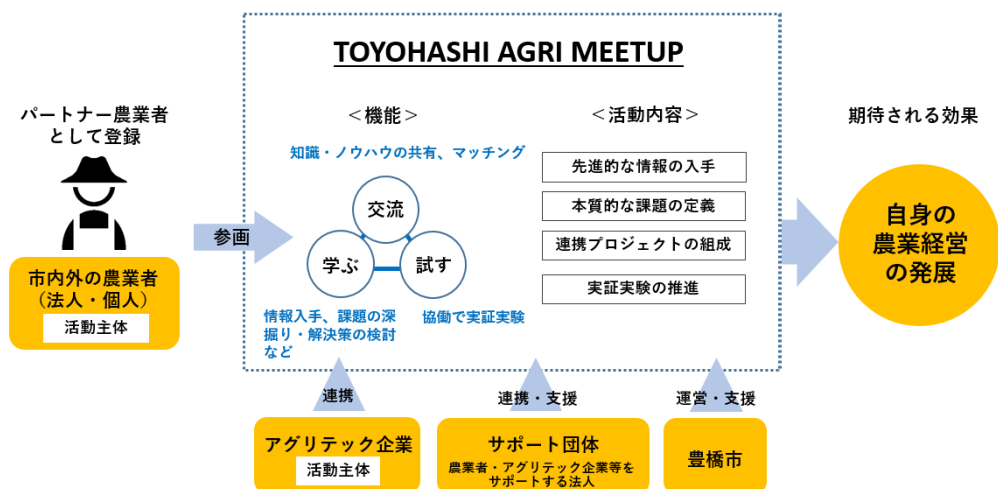 TOYOHASHI AGRI MEETUP
パートナー農業者
として登録
市内外の農業者
(法人・個人)
活動主体
参画
＜機能＞
知識・ノウハウの共有、マッチング
交流
学ぶ
試す
情報入手、課題の深
掘り・解決策の検討
など
協働で実証実験
＜活動内容＞
先進的な情報の入手
本質的な課題の定義
連携プロジェクトの組成
実証実験の推進
期待される効果
自身の
農業経営
の発展
連携
連携・支援
運営・支援
アグリテック企業
活動主体
サポート団体
農業者・アグリテック企業等を
サポートする法人
豊橋市